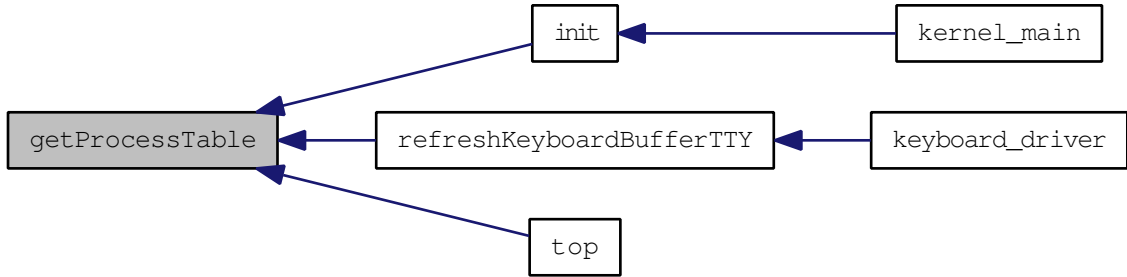 init
kernel_main
getProcessTable
refreshKeyboardBufferTTY
keyboard_driver
top